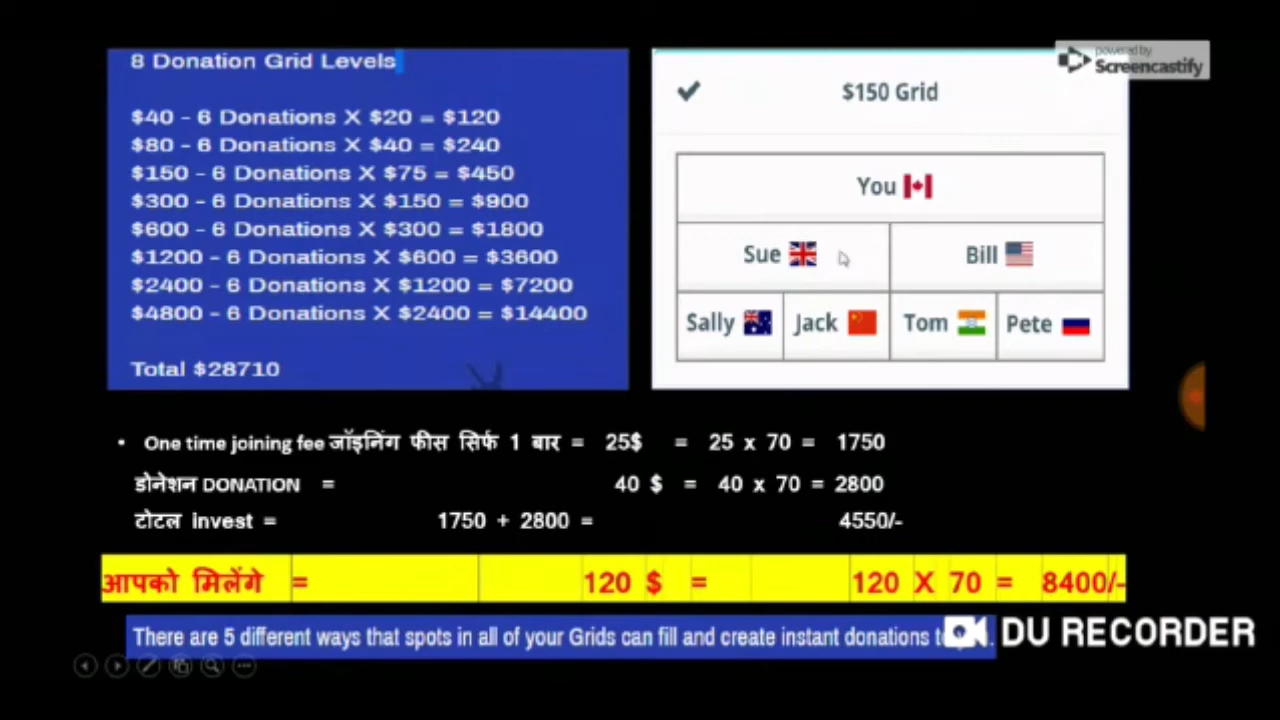 8 Donation Grid Levels
$40 - 6 Donations X $20 = $120
$80 - 6 Donations X $40 = $240
$150 - 6 Donations X $75 = $450
$300 - 6 Donations X $150 = $900
$600 - 6 Donations X $300 = $1800
$1200 - 6 Donations X $600 = $3600
$2400 - 6 Donations X $1200 = $7200
$4800 - 6 Donations X $2400 = $14400
Total $28710
powered by
Screencastify
$150 Grid
You
Sue Bill
Sally Jack Tom Pete
• One time joining fee जॉइनिंग फीस सिर्फ 1 बार = 25$ = 25 x 70 = 1750
डोनेशन DONATION = 40 $ = 40 x 70 = 2800
टोटल invest = 1750 + 2800 = 4550/-
आपको मिलेंगे = 120 $ = 120 X 70 = 8400/-
There are 5 different ways that spots in all of your Grids can fill and create instant donations
DU RECORDER